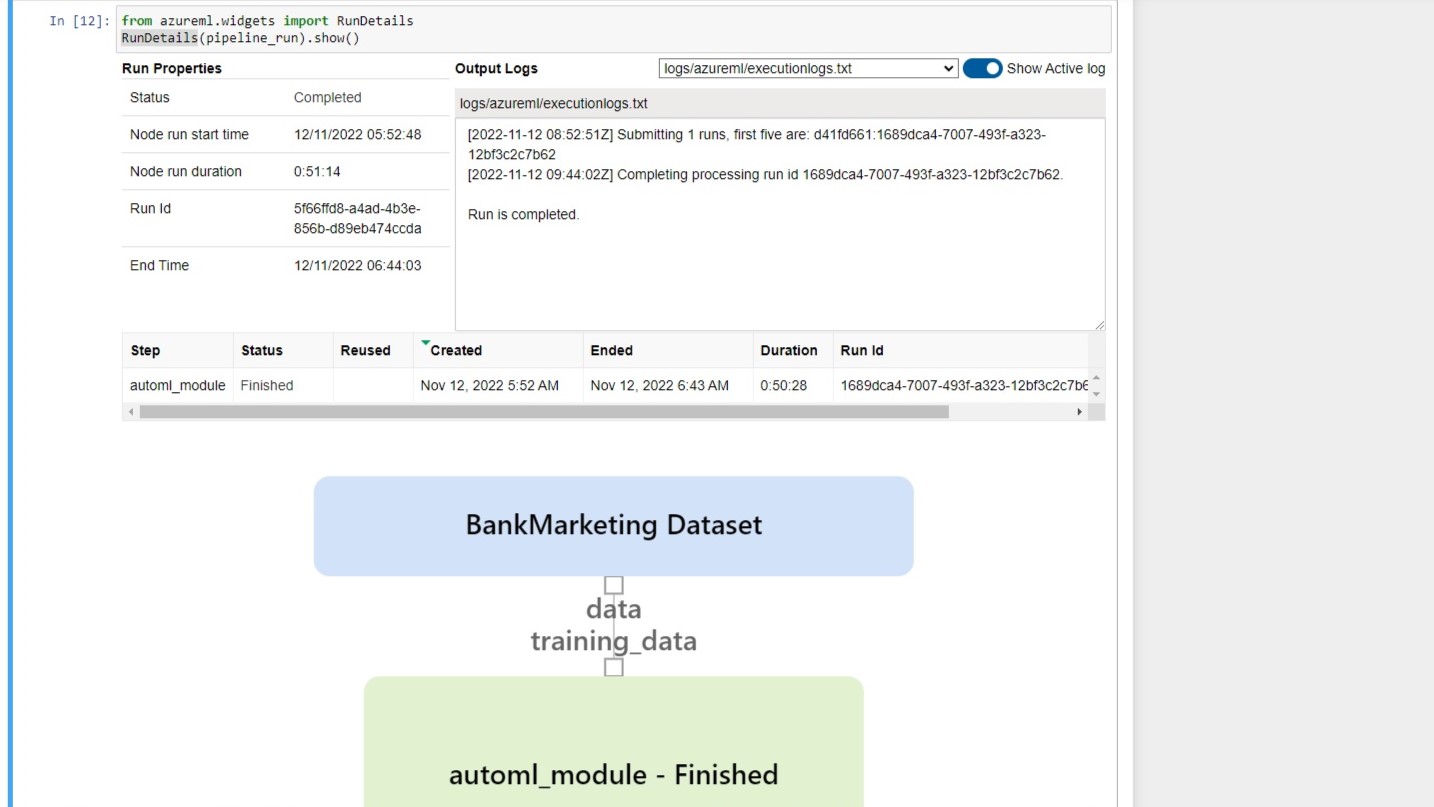 In [12]: from azureml.widgets import RunDetails
RunDetails(pipeline_run).show()
Run Properties
Status Completed
Node run start time 12/11/2022 05:52:48
Node run duration 0:51:14
Run Id 5f66ffd8-a4ad-4b3e-
856b-d89eb474ccda
End Time 12/11/2022 06:44:03
Output Logs logs/azureml/executionlogs.txt Show Active log
logs/azureml/executionlogs.txt
[2022-11-12 08:52:51Z] Submitting 1 runs, first five are: d41fd661:1689dca4-7007-493f-a323-
12bf3c2c7b62
[2022-11-12 09:44:02Z] Completing processing run id 1689dca4-7007-493f-a323-12bf3c2c7b62.
Run is completed.
Step Status Reused Created Ended Duration Run Id
automl_module Finished Nov 12, 2022 5:52 AM Nov 12, 2022 6:43 AM 0:50:28 1689dca4-7007-493f-a323-12bf3c2c7b6
BankMarketing Dataset
data
training_data
automl_module - Finished